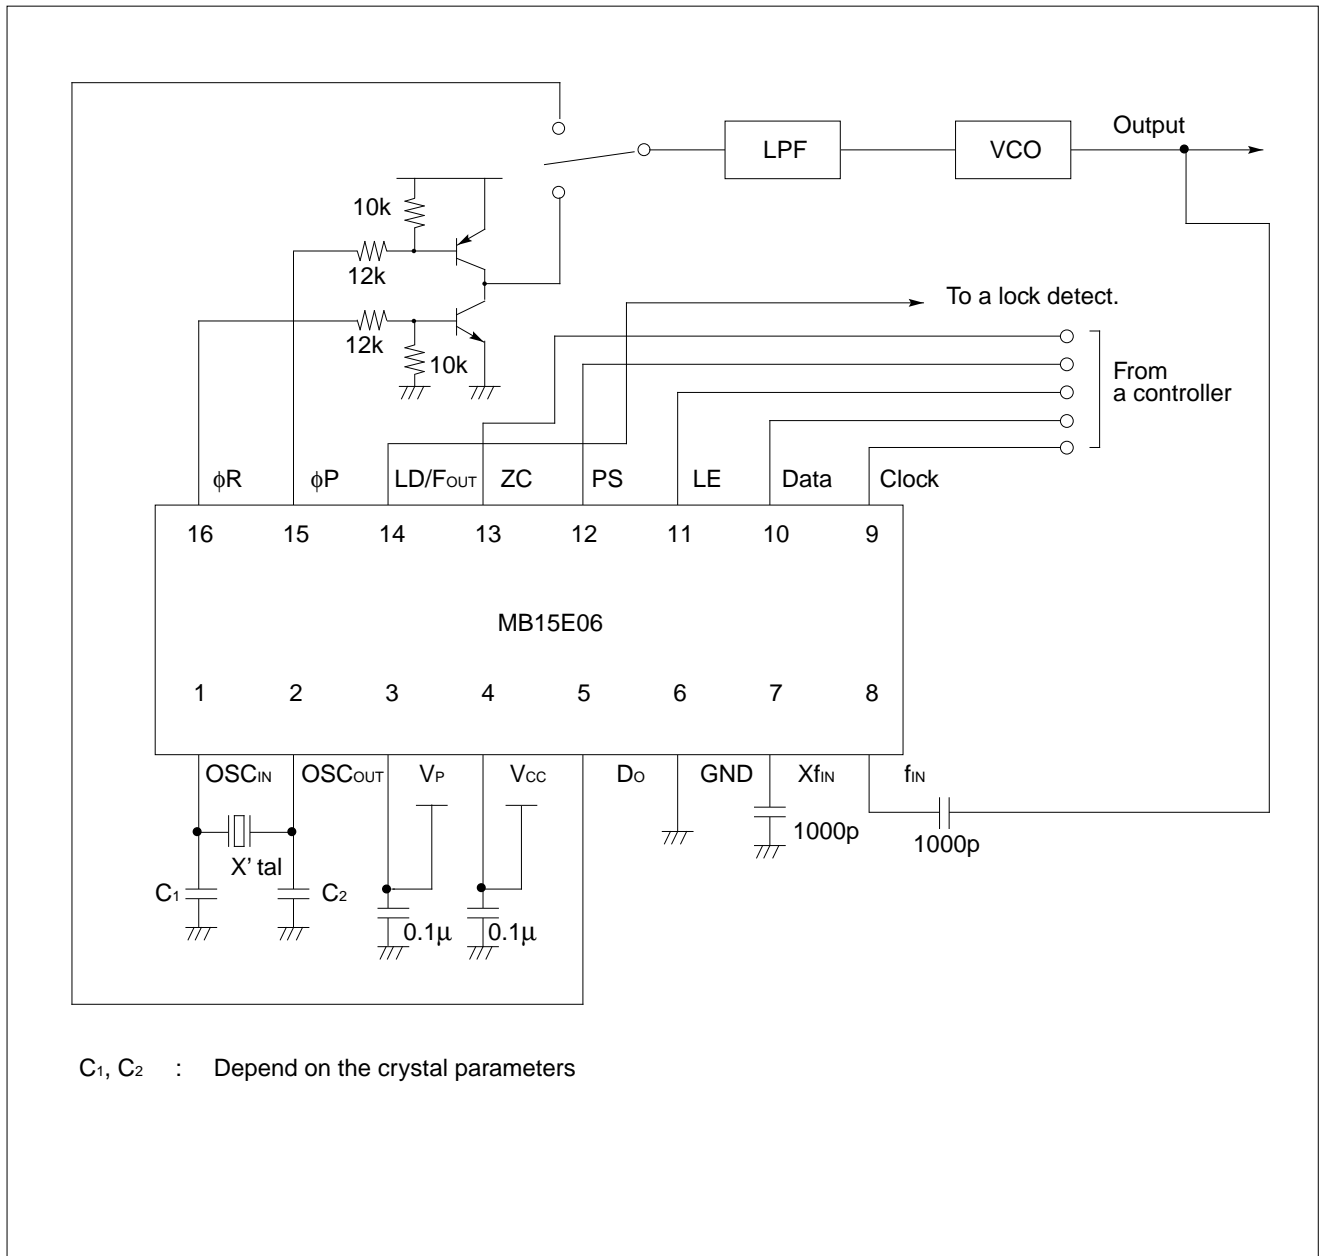 Output
LPF
VCO
10k
12k
To a lock detect.
12k
10k
From
a controller
ϕR
ϕP
LD/FOUT
ZC
PS
LE
Data
Clock
16
15
14
13
12
11
10
9
MB15E06
1
2
3
4
5
6
7
8
OSCIN
OSCOUT
VP
VCC
DO
GND
XfIN
fIN
1000p
1000p
X' tal
C1
C2
0.1µ
0.1µ
C1, C2 : Depend on the crystal parameters